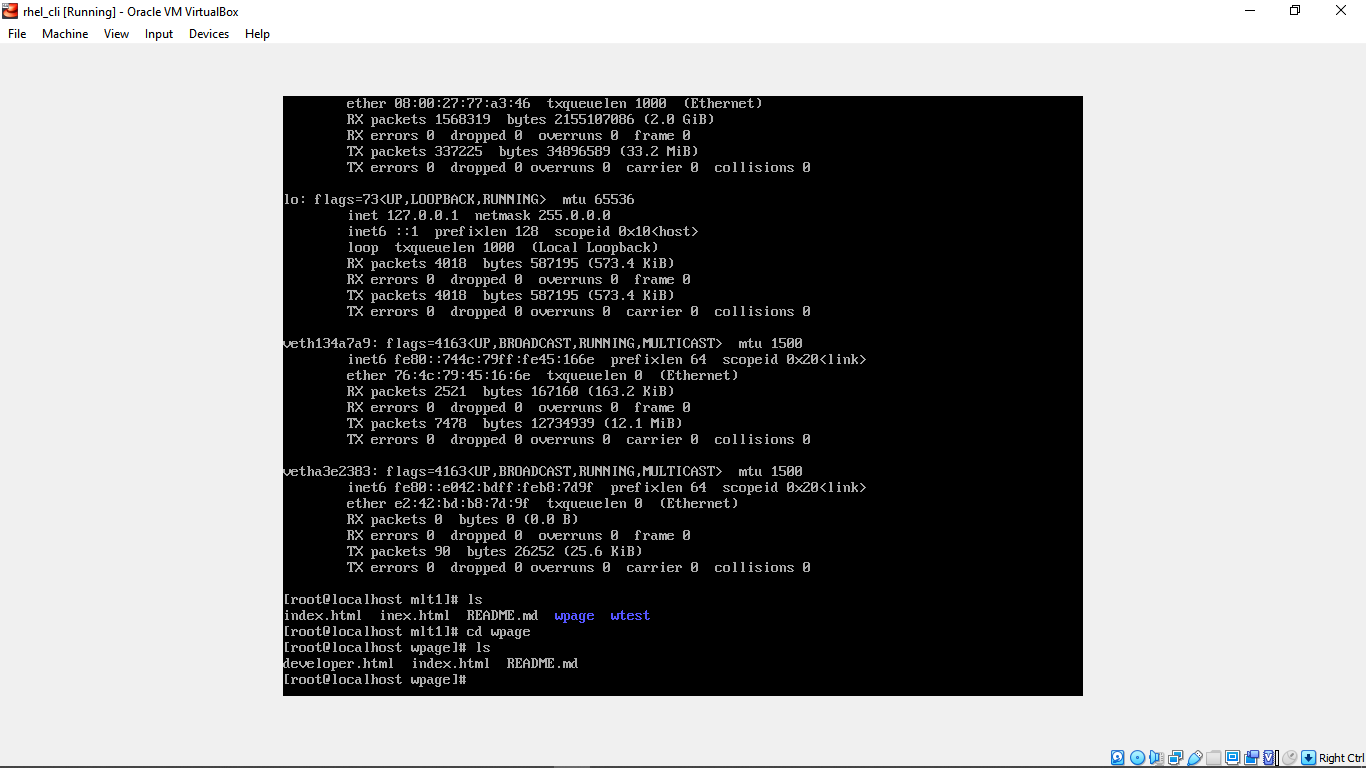 rhel_cli [Running] - Oracle VM VirtualBox
File Machine View Input Devices Help
ether 08:00:27:77:a3:46  txqueuelen 1000  (Ethernet)
RX packets 1568319  bytes 2155107086 (2.0 GiB)
RX errors 0  dropped 0  overruns 0  frame 0
TX packets 337225  bytes 34896589 (33.2 MiB)
TX errors 0  dropped 0 overruns 0  carrier 0  collisions 0
lo: flags=73<UP,LOOPBACK,RUNNING>  mtu 65536
inet 127.0.0.1  netmask 255.0.0.0
inet6 ::1  prefixlen 128  scopeid 0x10<host>
loop  txqueuelen 1000  (Local Loopback)
RX packets 4018  bytes 587195 (573.4 KiB)
RX errors 0  dropped 0  overruns 0  frame 0
TX packets 4018  bytes 587195 (573.4 KiB)
TX errors 0  dropped 0 overruns 0  carrier 0  collisions 0
veth134a7a9: flags=4163<UP,BROADCAST,RUNNING,MULTICAST>  mtu 1500
inet6 fe80::744c:79ff:fe45:166e  prefixlen 64  scopeid 0x20<link>
ether 76:4c:79:45:16:6e  txqueuelen 0  (Ethernet)
RX packets 2521  bytes 167160 (163.2 KiB)
RX errors 0  dropped 0  overruns 0  frame 0
TX packets 7478  bytes 12734939 (12.1 MiB)
TX errors 0  dropped 0 overruns 0  carrier 0  collisions 0
vetha3e2383: flags=4163<UP,BROADCAST,RUNNING,MULTICAST>  mtu 1500
inet6 fe80::e042:bdff:feb8:7d9f  prefixlen 64  scopeid 0x20<link>
ether e2:42:bd:b8:7d:9f  txqueuelen 0  (Ethernet)
RX packets 0  bytes 0 (0.0 B)
RX errors 0  dropped 0  overruns 0  frame 0
TX packets 90  bytes 26252 (25.6 KiB)
TX errors 0  dropped 0 overruns 0  carrier 0  collisions 0
[root@localhost mlt1]# ls
index.html  inex.html  README.md  wpage  wtest
[root@localhost mlt1]# cd wpage
[root@localhost wpage]# ls
developer.html  index.html  README.md
[root@localhost wpage]#
Right Ctrl